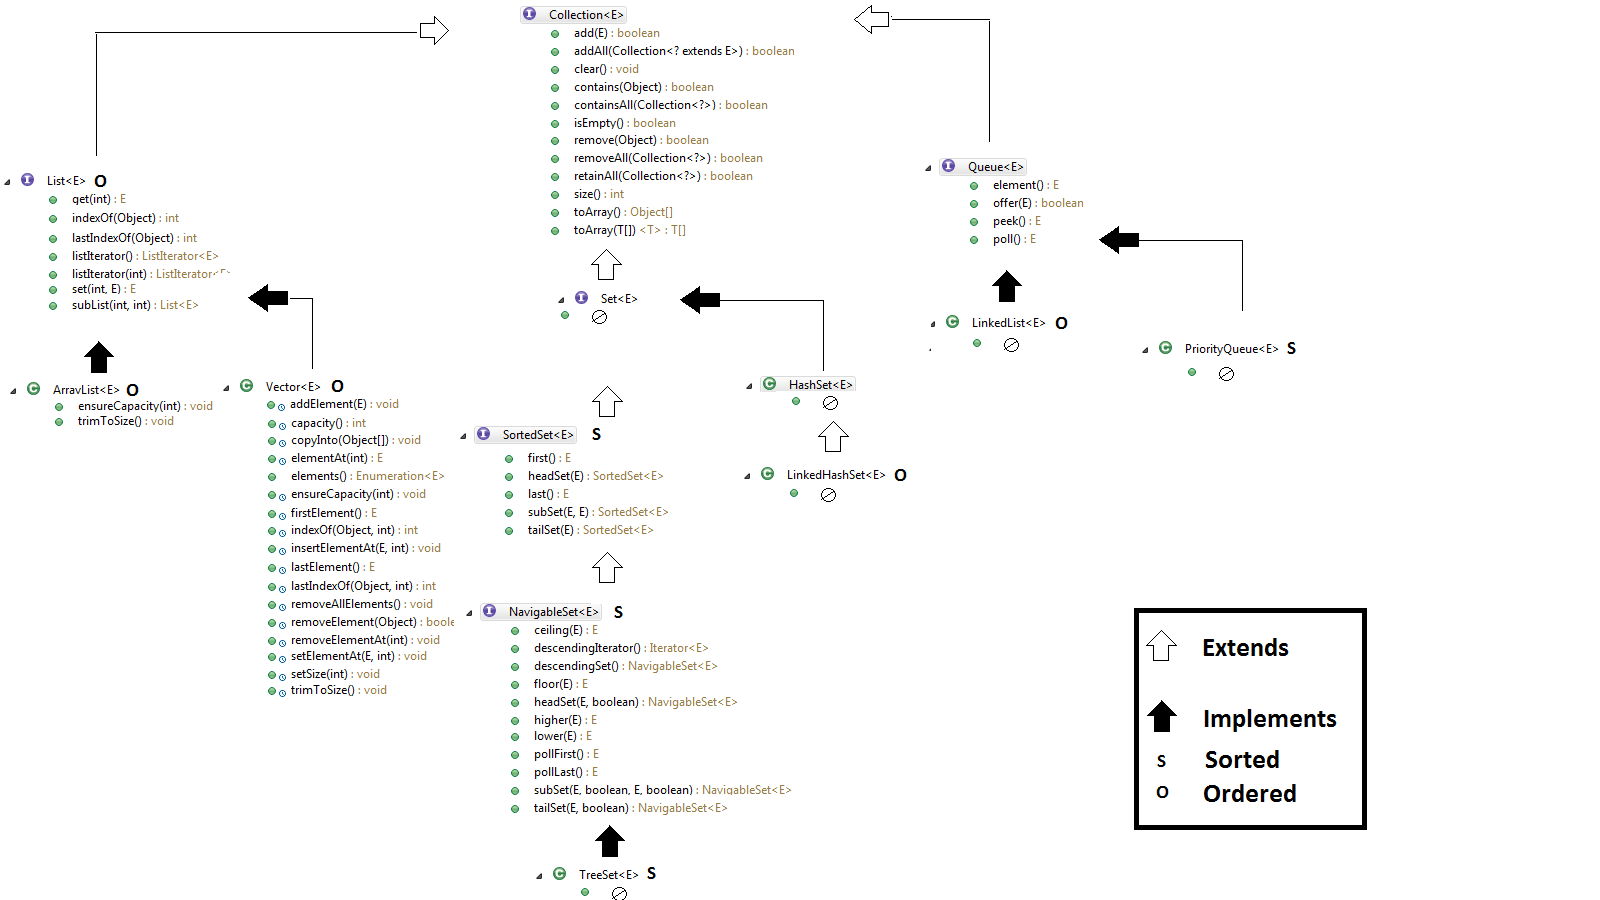 Collection<E>
add(E) : boolean
addAll(Collection<? extends E>) : boolean
clear() : void
contains(Object) : boolean
containsAll(Collection<?>) : boolean
isEmpty() : boolean
remove(Object) : boolean
removeAll(Collection<?>) : boolean
retainAll(Collection<?>) : boolean
size() : int
toArray() : Object[]
toArray(T[]) <T> : T[]
List<E> O
get(int) : E
indexOf(Object) : int
lastIndexOf(Object) : int
listIterator() : ListIterator<E>
listIterator(int) : ListIterator<E>
set(int, E) : E
subList(int, int) : List<E>
Queue<E>
element() : E
offer(E) : boolean
peek() : E
poll() : E
Set<E>
LinkedList<E> O
PriorityQueue<E> S
ArrayList<E> O
ensureCapacity(int) : void
trimToSize() : void
Vector<E> O
addElement(E) : void
capacity() : int
copyInto(Object[]) : void
elementAt(int) : E
elements() : Enumeration<E>
ensureCapacity(int) : void
firstElement() : E
indexOf(Object, int) : int
insertElementAt(E, int) : void
lastElement() : E
lastIndexOf(Object, int) : int
removeAllElements() : void
removeElement(Object) : boole
removeElementAt(int) : void
setElementAt(E, int) : void
setSize(int) : void
trimToSize() : void
HashSet<E>
LinkedHashSet<E> O
SortedSet<E> S
first() : E
headSet(E) : SortedSet<E>
last() : E
subSet(E, E) : SortedSet<E>
tailSet(E) : SortedSet<E>
NavigableSet<E> S
ceiling(E) : E
descendingIterator() : Iterator<E>
descendingSet() : NavigableSet<E>
floor(E) : E
headSet(E, boolean) : NavigableSet<E>
higher(E) : E
lower(E) : E
pollFirst() : E
pollLast() : E
subSet(E, boolean, E, boolean) : NavigableSet<E>
tailSet(E, boolean) : NavigableSet<E>
TreeSet<E> S
Extends
Implements
S Sorted
O Ordered